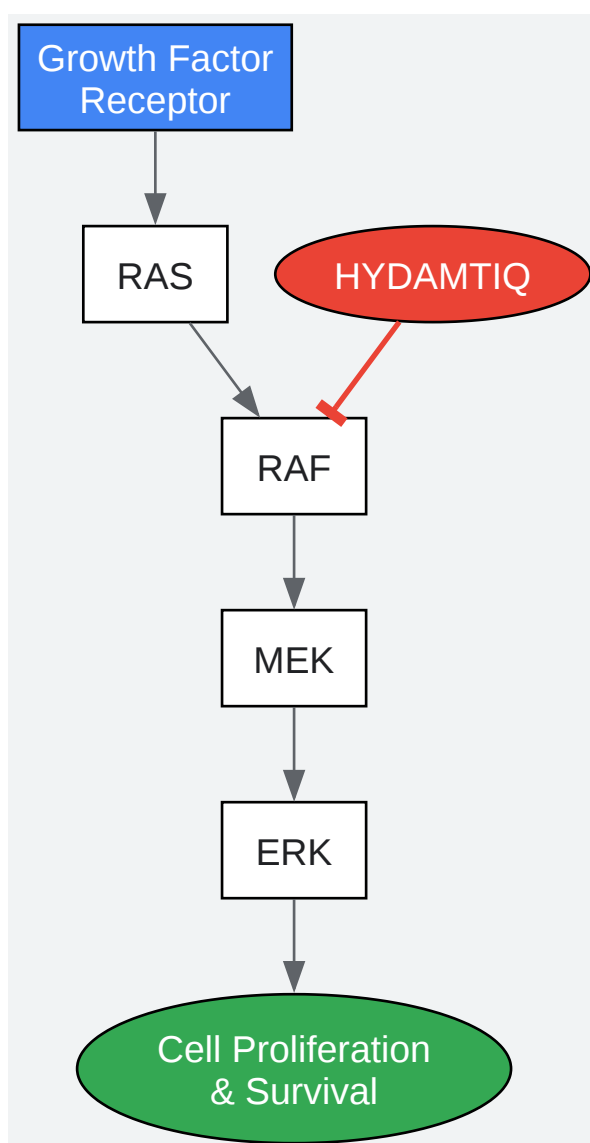 Growth Factor
Receptor
RAS
HYDAMTIQ
RAF
MEK
ERK
Cell Proliferation
& Survival